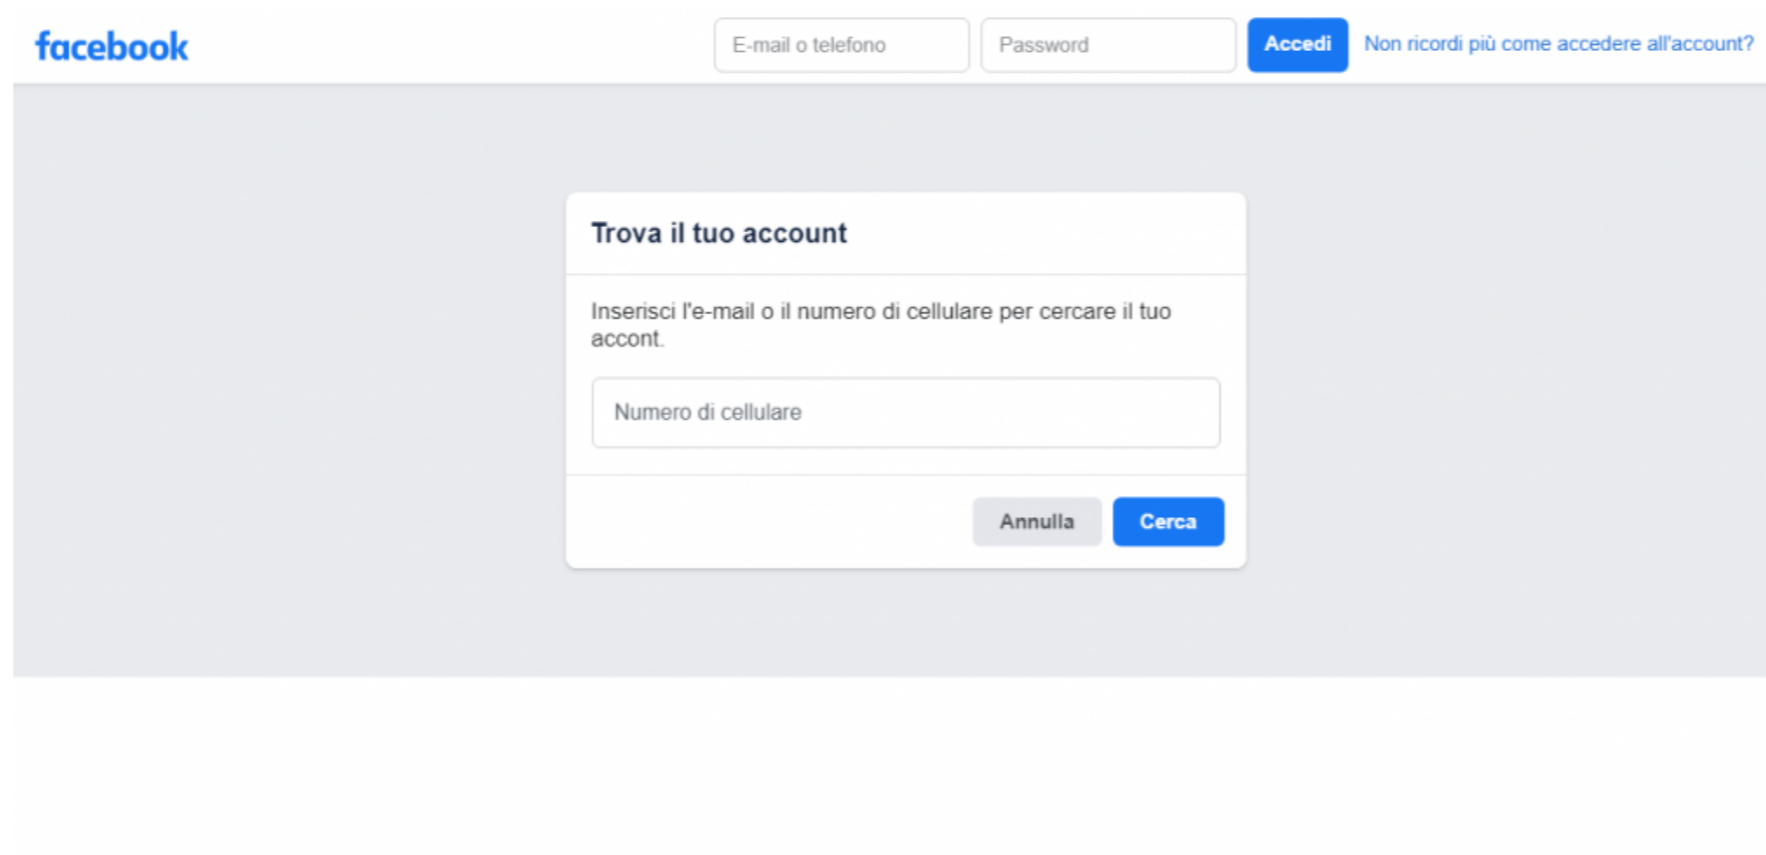 facebook
E-mail o telefono
Password
Accedi
Non ricordi più come accedere all'account?
Trova il tuo account
Inserisci l'e-mail o il numero di cellulare per cercare il tuo
accont.
Numero di cellulare
Annulla
Cerca